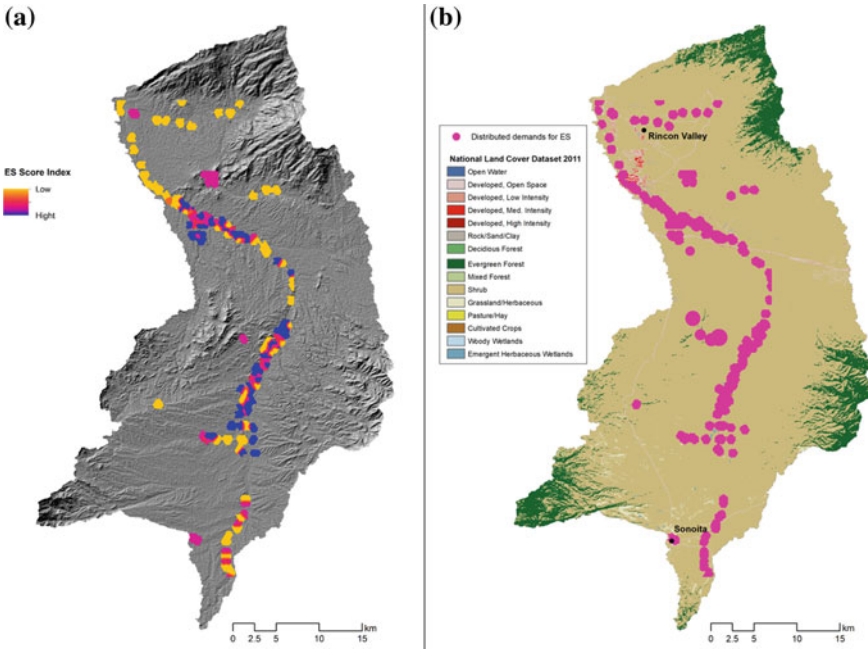 (a)
ES Score Index
Low
Hight
km
0 2.5 5 10 15
(b)
Distributed demands for ES
National Land Cover Dataset 2011
Open Water
Developed, Open Space
Developed, Low Intensity
Developed, Med. Intensity
Developed, High Intensity
Rock/Sand/Clay
Decidious Forest
Evergreen Forest
Mixed Forest
Shrub
Grassland/Herbaceous
Pasture/Hay
Cultivated Crops
Woody Wetlands
Emergent Herbaceous Wetlands
Rincon Valley
Sonoita
km
0 2.5 5 10 15